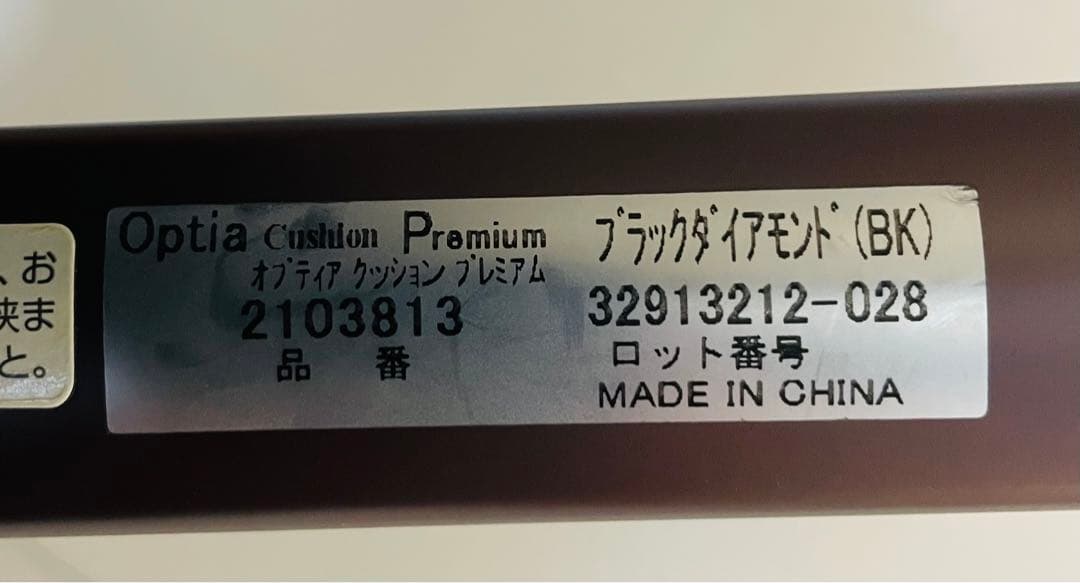 、お
挟ま
と。
Optia Cushion Premium
オプティア クッション プレミアム
2103813
品 番
ブラックダイアモンド(BK)
32913212-028
ロット番号
MADE IN CHINA